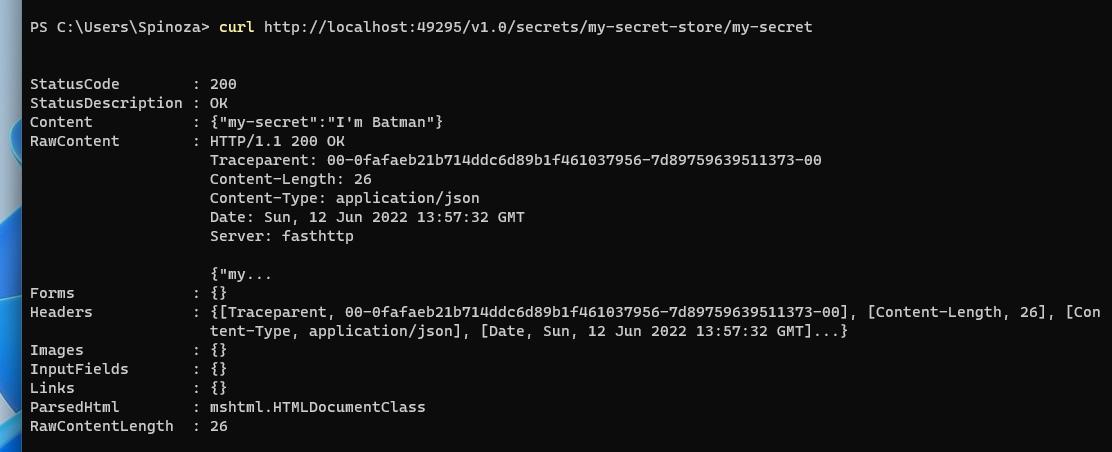 PS C:\Users\Spinoza> curl http://localhost:49295/v1.0/secrets/my-secret-store/my-secret
StatusCode        : 200
StatusDescription : OK
Content           : {"my-secret":"I'm Batman"}
RawContent        : HTTP/1.1 200 OK
                    Traceparent: 00-0fafaeb21b714ddc6d89b1f461037956-7d89759639511373-00
                    Content-Length: 26
                    Content-Type: application/json
                    Date: Sun, 12 Jun 2022 13:57:32 GMT
                    Server: fasthttp
                    {"my...
Forms             : {}
Headers           : {[Traceparent, 00-0fafaeb21b714ddc6d89b1f461037956-7d89759639511373-00], [Content-Length, 26], [Con
                    tent-Type, application/json], [Date, Sun, 12 Jun 2022 13:57:32 GMT]...}
Images            : {}
InputFields       : {}
Links             : {}
ParsedHtml        : mshtml.HTMLDocumentClass
RawContentLength  : 26